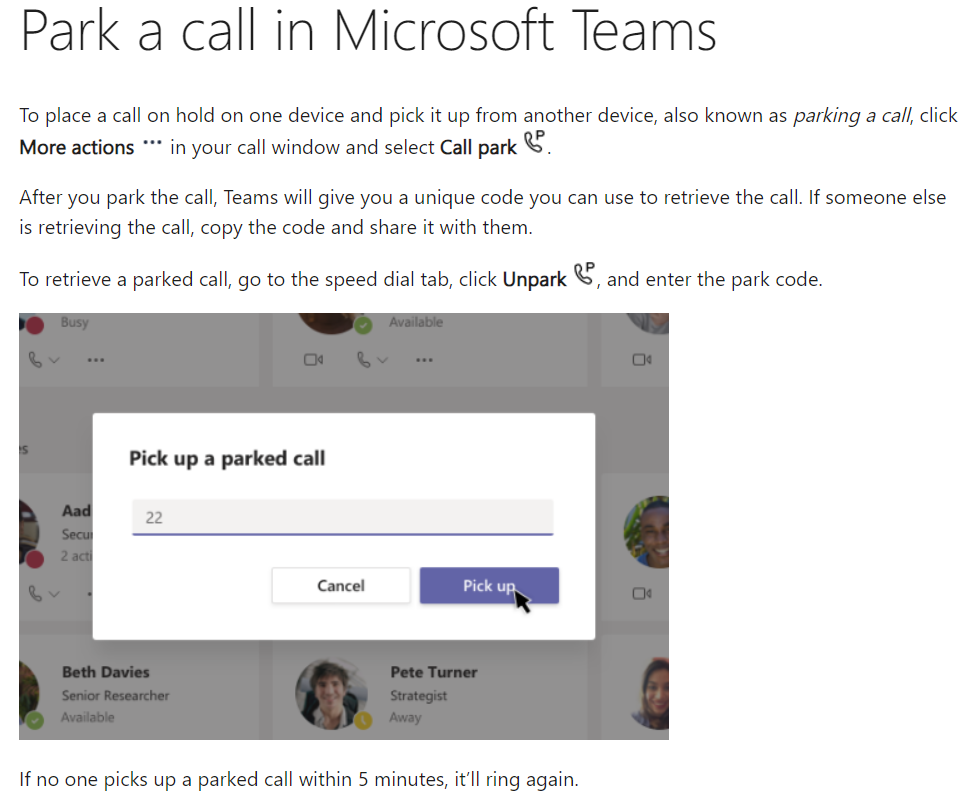 Park a call in Microsoft Teams
To place a call on hold on one device and pick it up from another device, also known as parking a call, click
More actions ··· in your call window and select Call park.
After you park the call, Teams will give you a unique code you can use to retrieve the call. If someone else
is retrieving the call, copy the code and share it with them.
To retrieve a parked call, go to the speed dial tab, click Unpark, and enter the park code.
Busy
Available
Pick up a parked call
Aad
Secu
22
2 acti
Cancel
Pick up
Beth Davies
Pete Turner
Senior Researcher
Strategist
Available
Away
If no one picks up a parked call within 5 minutes, it’ll ring again.